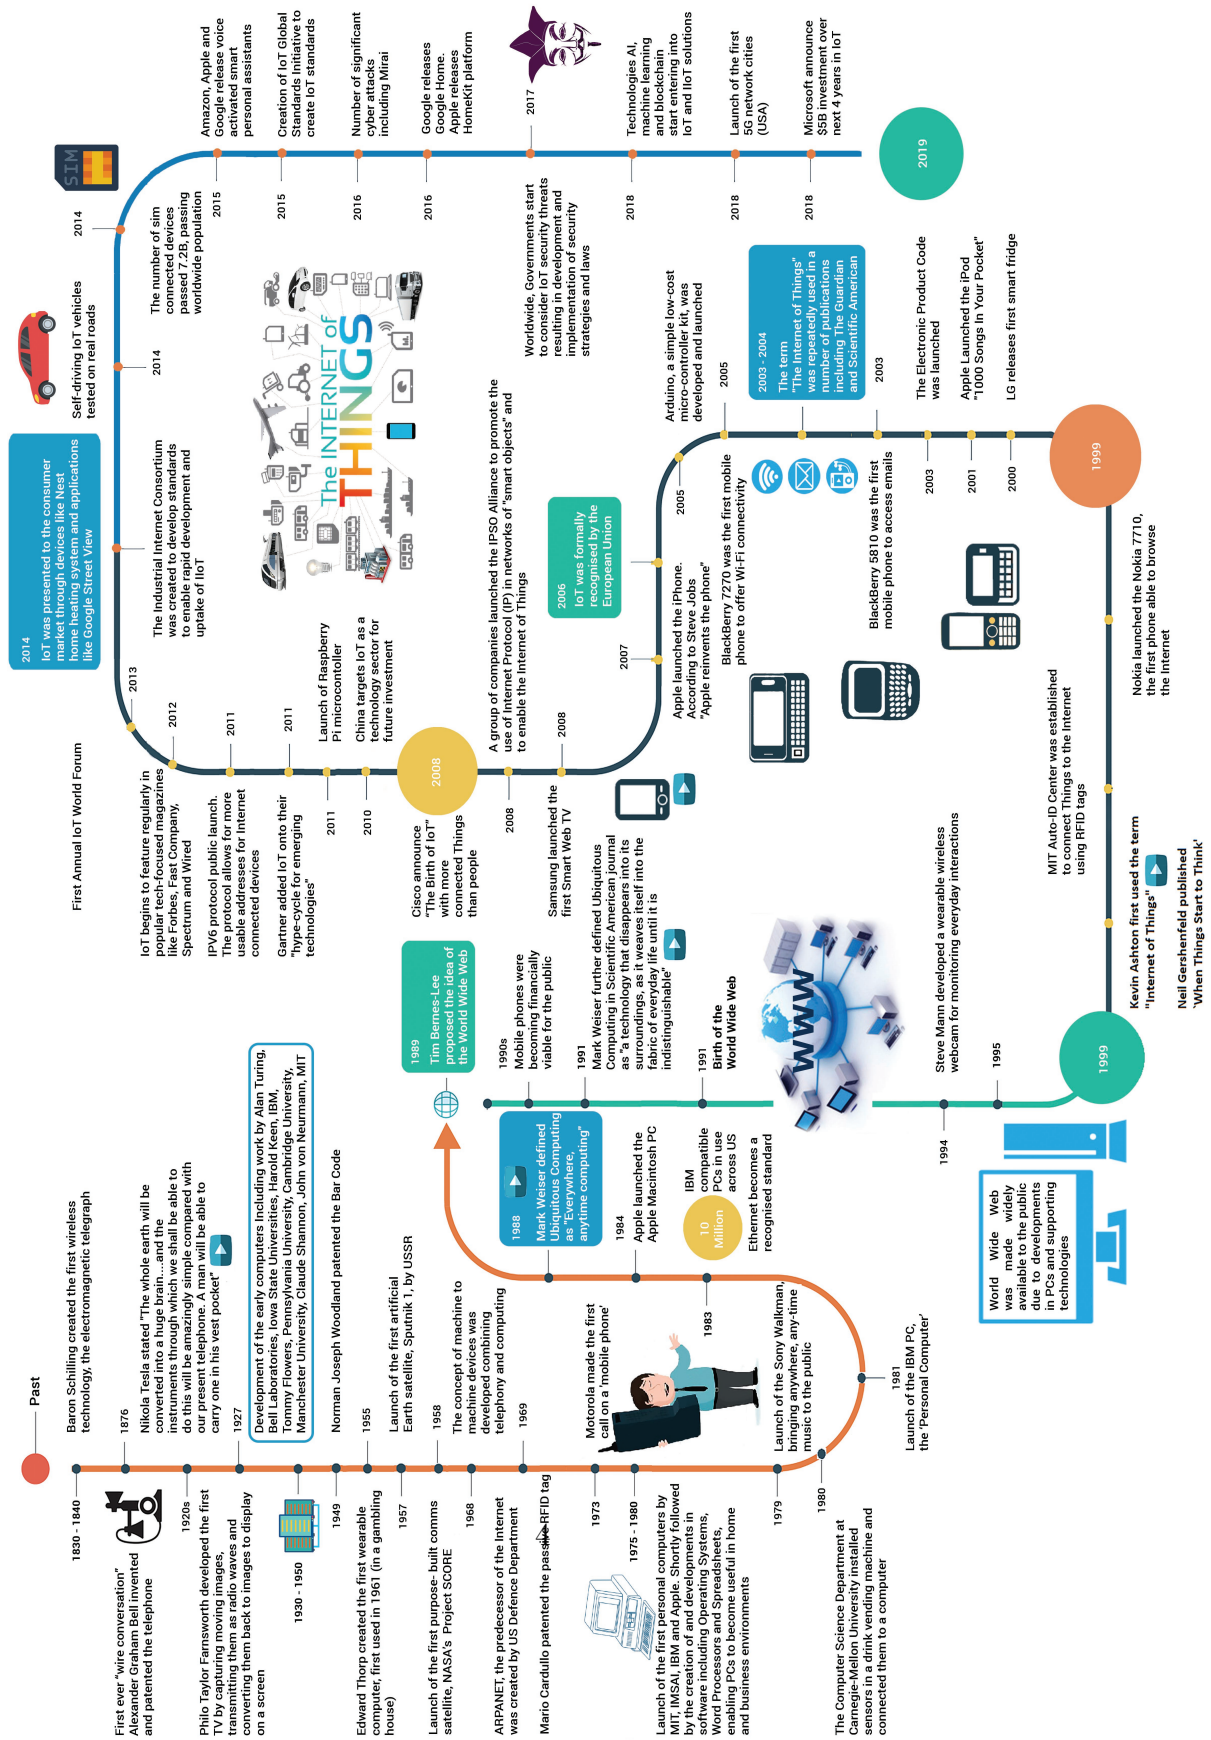 Past
1830 - 1840
Baron Schilling created the first wireless
technology, the electromagnetic telegraph
1876
First ever “wire conversation”
Alexander Graham Bell invented
and patented the telephone
1920s
Nikola Tesla stated "The whole earth will be
converted into a huge brain....and the
instruments through which we shall be able to
do this will be amazingly simple compared with
our present telephone. A man will be able to
carry one in his vest pocket”
1927
Philo Taylor Farnsworth developed the first
TV by capturing moving images,
transmitting them as radio waves and
converting them back to images to display
on a screen
1930 - 1950
Development of the early computers Including work by Alan Turing,
Bell Laboratories, Iowa State Universities, Harold Keen, IBM,
Tommy Flowers, Pennsylvania University, Cambridge University,
Manchester University, Claude Shannon, John von Neurmann, MIT
1949
Norman Joseph Woodland patented the Bar Code
1955
Edward Thorp created the first wearable
computer, first used in 1961 (in a gambling
house)
1957
Launch of the first artificial
Earth satellite, Sputnik 1, by USSR
1958
Launch of the first purpose- built comms
satellite, NASA's Project SCORE
1968
The concept of machine to
machine devices was
developed combining
telephony and computing
1969
ARPANET, the predecessor of the Internet
was created by US Defence Department
Mario Cardullo patented the passive RFID tag
1973
Motorola made the first
call on a 'mobile phone'
1975 - 1980
Launch of the first personal computers by
MIT, IMSAI, IBM and Apple. Shortly followed
by the creation of and developments in
software including Operating Systems,
Word Processors and Spreadsheets,
enabling PCs to become useful in home
and business environments
1979
Launch of the Sony Walkman,
bringing anywhere, any-time
music to the public
1980
The Computer Science Department at
Carnegie-Mellon University installed
sensors in a drink vending machine and
connected them to a computer
1981
Launch of the IBM PC,
the 'Personal Computer'
1983
10
Million
IBM
compatible
PCs in use
across US
Ethernet becomes a
recognised standard
1984
Apple launched the
Apple Macintosh PC
1988
Mark Weiser defined
Ubiquitous Computing
as "Everywhere,
anytime computing"
1989
Tim Bernes-Lee
proposed the idea of
the World Wide Web
1990s
Mobile phones were
becoming financially
viable for the public
1991
Mark Weiser further defined Ubiquitous
Computing in Scientific American journal
as “a technology that disappears into its
surroundings, as it weaves itself into the
fabric of everyday life until it is
indistinguishable”
1991
Birth of the
World Wide Web
WWW
1994
Steve Mann developed a wearable wireless
webcam for monitoring everyday interactions
1995
World Wide Web
was made widely
available to the public
due to developments
in PCs and supporting
technologies
1999
Kevin Ashton first used the term
"Internet of Things"
Neil Gershenfeld published
'When Things Start to Think'
MIT Auto-ID Center was established
to connect Things to the Internet
using RFID tags
Nokia launched the Nokia 7710,
the first phone able to browse
the Internet
1999
2000
LG releases first smart fridge
2001
Apple Launched the iPod
"1000 Songs In Your Pocket"
2003
The Electronic Product Code
was launched
2003
BlackBerry 5810 was the first
mobile phone to access emails
2003 - 2004
The term
"The Internet of Things"
was repeatedly used in a
number of publications
including The Guardian
and Scientific American
2005
BlackBerry 7270 was the first mobile
phone to offer Wi-Fi connectivity
2005
Arduino, a simple low-cost
micro-controller kit, was
developed and launched
2006
IoT was formally
recognised by the
European Union
2007
Apple launched the iPhone.
According to Steve Jobs
"Apple reinvents the phone"
2008
Samsung launched the
first Smart Web TV
2008
A group of companies launched the IPSO Alliance to promote the
use of Internet Protocol (IP) in networks of "smart objects" and
to enable the Internet of Things
2008
Cisco announce
"The Birth of IoT”
with more
connected Things
than people
2010
China targets IoT as a
technology sector for
future investment
2011
Launch of Raspberry
Pi microcontoller
2011
Gartner added IoT onto their
"hype-cycle for emerging
technologies"
2011
IPV6 protocol public launch.
The protocol allows for more
usable addresses for Internet
connected devices
2012
IoT begins to feature regularly in
popular tech-focused magazines
like Forbes, Fast Company,
Spectrum and Wired
2013
First Annual IoT World Forum
2014
IoT was presented to the consumer
market through devices like Nest
home heating system and applications
like Google Street View
The Industrial Internet Consortium
was created to develop standards
to enable rapid development and
uptake of IIoT
2014
Self-driving IoT vehicles
tested on real roads
2014
The number of sim
connected devices
passed 7.2B, passing
worldwide population
SIM
The INTERNET of
THINGS
2015
Amazon, Apple and
Google release voice
activated smart
personal assistants
2015
Creation of IoT Global
Standards Initiative to
create IoT standards
2016
Number of significant
cyber attacks
including Mirai
2016
Google releases
Google Home.
Apple releases
HomeKit platform
2017
Worldwide, Governments start
to consider IoT security threats
resulting in development and
implementation of security
strategies and laws
2018
Technologies AI,
machine learning
and blockchain
start entering into
IoT and IIoT solutions
2018
Launch of the first
5G network cities
(USA)
2018
Microsoft announce
$5B investment over
next 4 years in IoT
2019